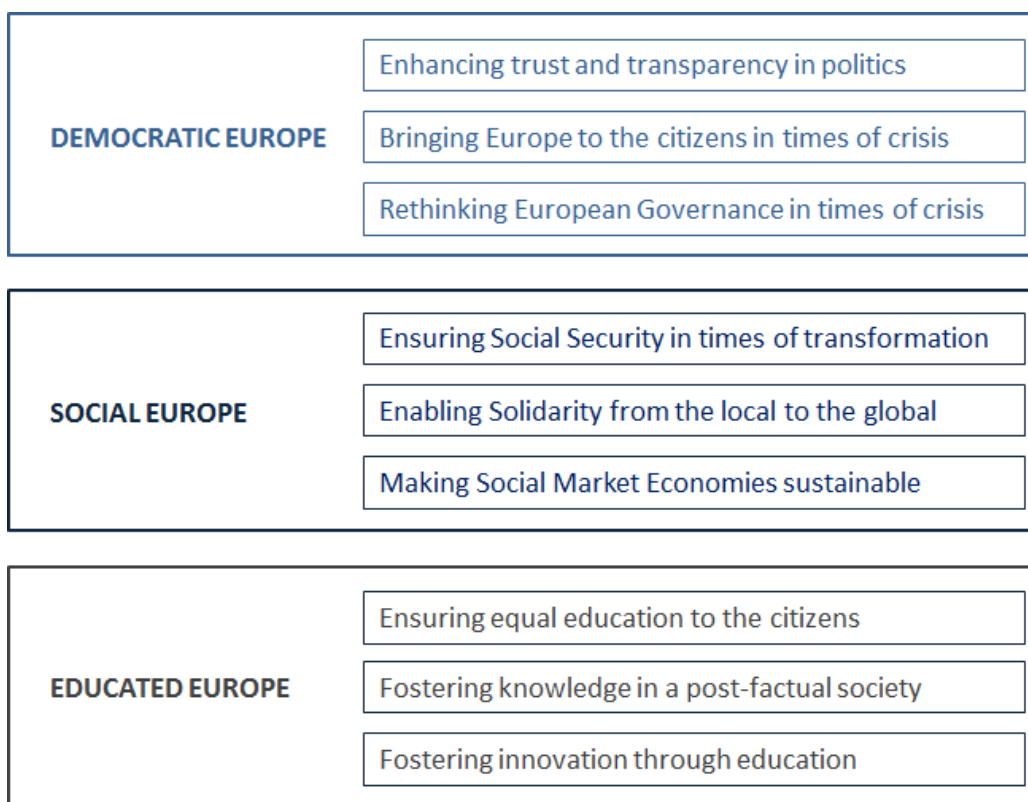 DEMOCRATIC EUROPE
Enhancing trust and transparency in politics
Bringing Europe to the citizens in times of crisis
Rethinking European Governance in times of crisis
SOCIAL EUROPE
Ensuring Social Security in times of transformation
Enabling Solidarity from the local to the global
Making Social Market Economies sustainable
EDUCATED EUROPE
Ensuring equal education to the citizens
Fostering knowledge in a post-factual society
Fostering innovation through education